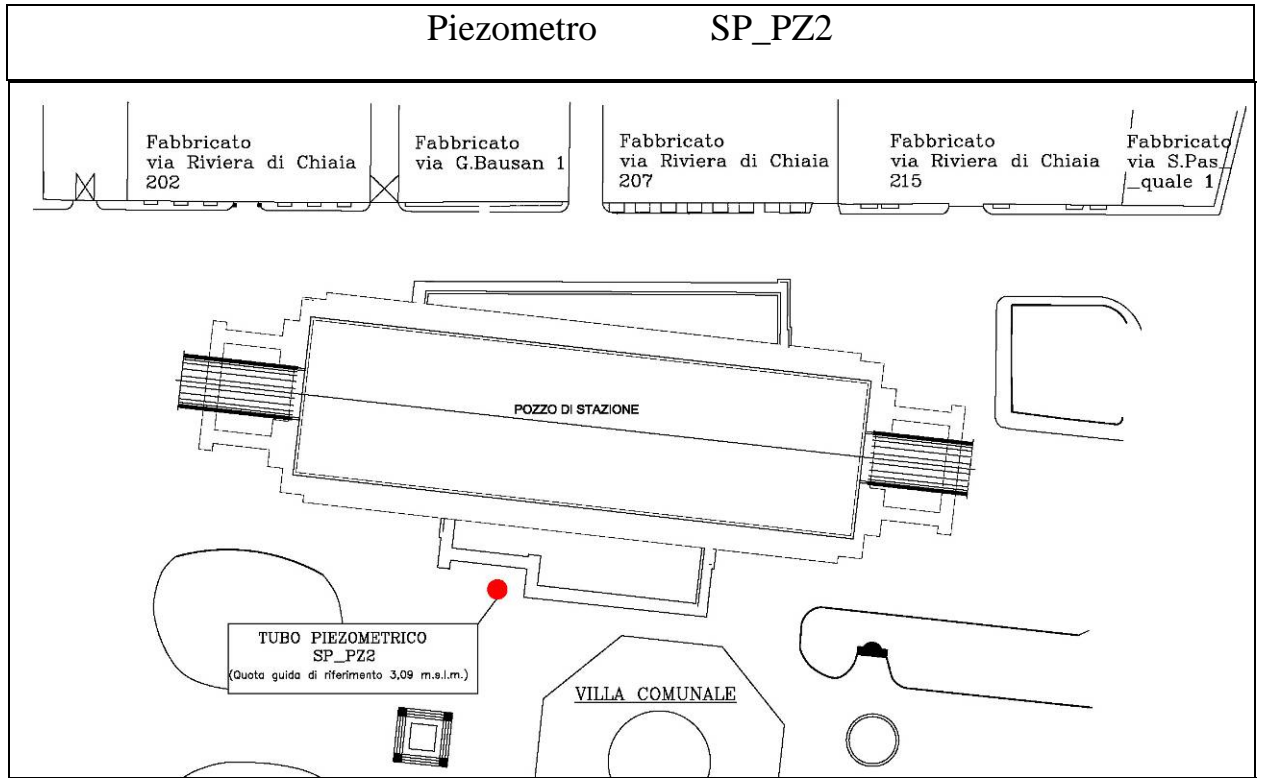 Piezometro SP_PZ2
Fabbricato
via Riviera di Chiaia
202
Fabbricato
via G.Bausan 1
Fabbricato
via Riviera di Chiaia
207
Fabbricato
via Riviera di Chiaia
215
Fabbricato
via S.Pas_
_quale 1
POZZO DI STAZIONE
TUBO PIEZOMETRICO
SP_PZ2
(Quota guida di riferimento 3,09 m.s.l.m.)
VILLA COMUNALE